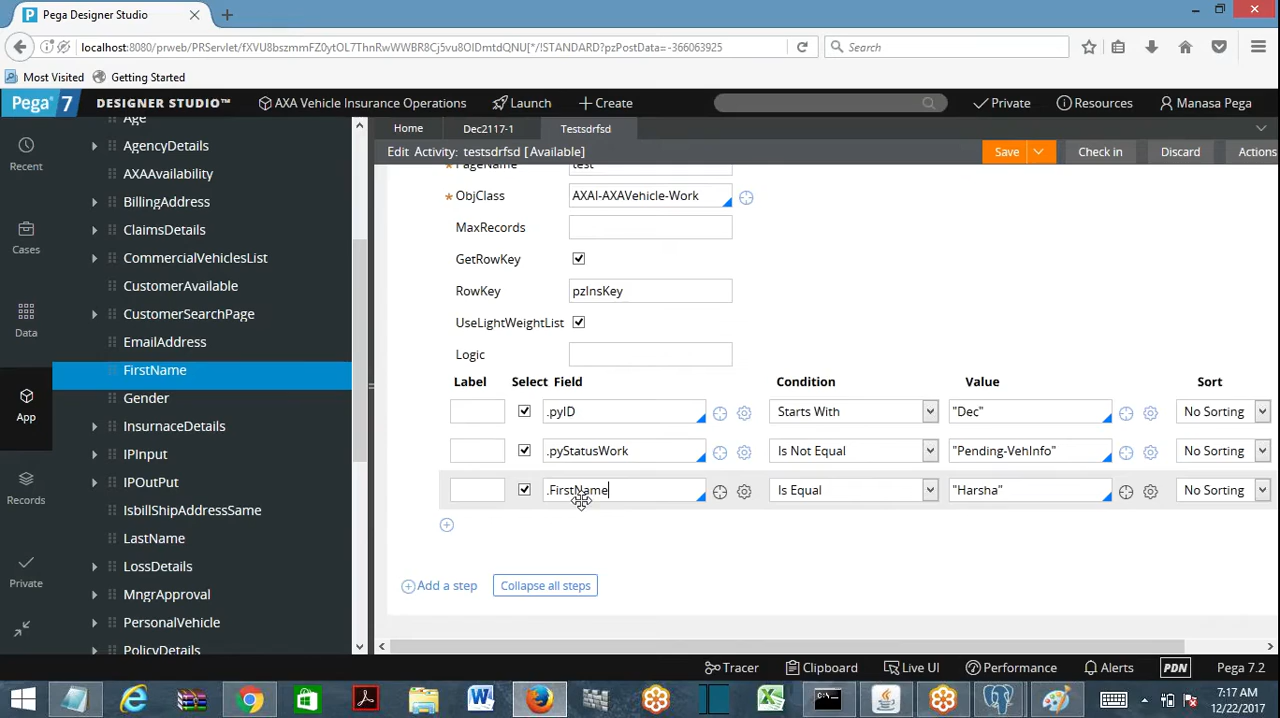 Pega Designer Studio
localhost:8080/prweb/PRServlet/fXVU8bszmmFZ0ytOL7ThnRwWWBR8Cj5vu8OlDmtdQNU[*/!STANDARD?pzPostData=-366063925
Search
Most Visited
Getting Started
Pega 7
DESIGNER STUDIO™
AXA Vehicle Insurance Operations
Launch
Create
Private
Resources
Manasa Pega
Home
Dec2117-1
Testsdrfsd
Edit Activity: testsdrfsd [Available]
Save
Check in
Discard
Actions
Recent
Cases
Data
App
Records
Private
Age
AgencyDetails
AXAAvailability
BillingAddress
ClaimsDetails
CommercialVehiclesList
CustomerAvailable
CustomerSearchPage
EmailAddress
FirstName
Gender
InsurnaceDetails
IPInput
IPOutPut
IsbillShipAddressSame
LastName
LossDetails
MngrApproval
PersonalVehicle
PolicyDetails
* PageName test
* ObjClass AXAI-AXAVehicle-Work
MaxRecords
GetRowKey
RowKey pzInsKey
UseLightWeightList
Logic
Label Select Field Condition Value Sort
.pyID Starts With "Dec" No Sorting
.pyStatusWork Is Not Equal "Pending-VehInfo" No Sorting
.FirstName Is Equal "Harsha" No Sorting
Add a step
Collapse all steps
Tracer
Clipboard
Live UI
Performance
Alerts
PDN
Pega 7.2
7:17 AM
12/22/2017